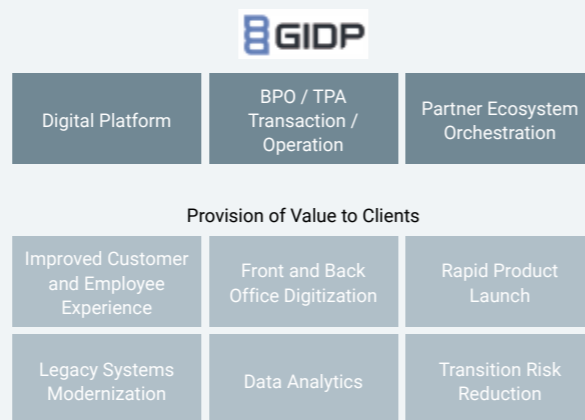 GIDP
Digital Platform
BPO / TPA
Transaction /
Operation
Partner Ecosystem
Orchestration
Provision of Value to Clients
Improved Customer
and Employee
Experience
Front and Back
Office Digitization
Rapid Product
Launch
Legacy Systems
Modernization
Data Analytics
Transition Risk
Reduction